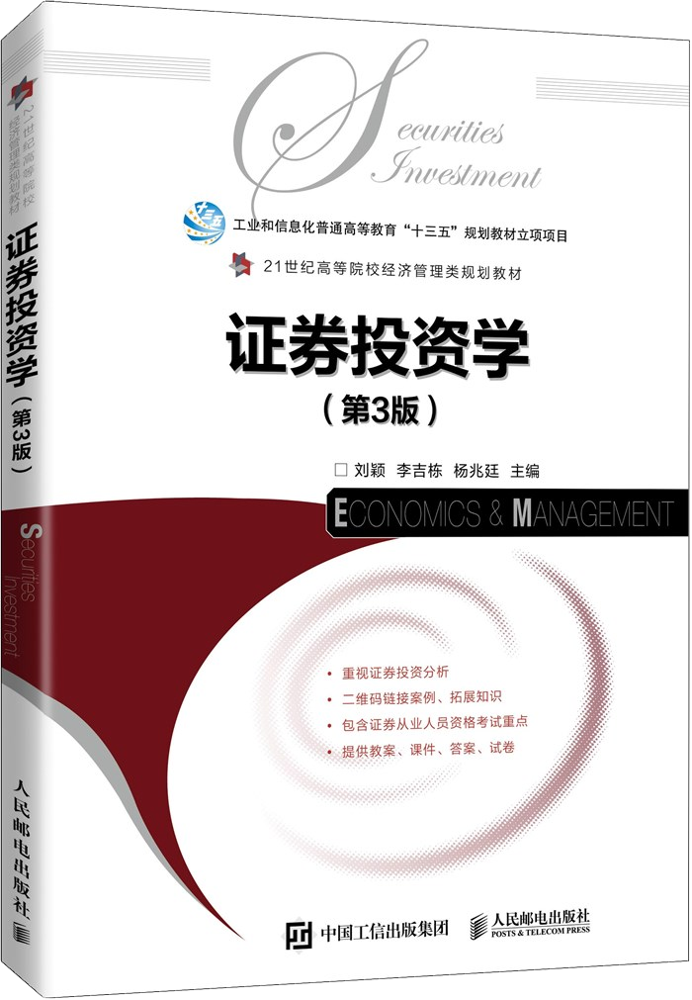 Securities
Investment
十三五
工业和信息化普通高等教育“十三五”规划教材立项项目
21世纪高等院校经济管理类规划教材
证券投资学
（第3版）
□ 刘颖 李吉栋 杨兆廷 主编
ECONOMICS & MANAGEMENT
• 重视证券投资分析
• 二维码链接案例、拓展知识
• 包含证券从业人员资格考试重点
• 提供教案、课件、答案、试卷
中国工信出版集团
人民邮电出版社
POSTS & TELECOM PRESS
21世纪高等院校
经济管理类规划教材
证券投资学（第3版）
Securities
Investment
人民邮电出版社